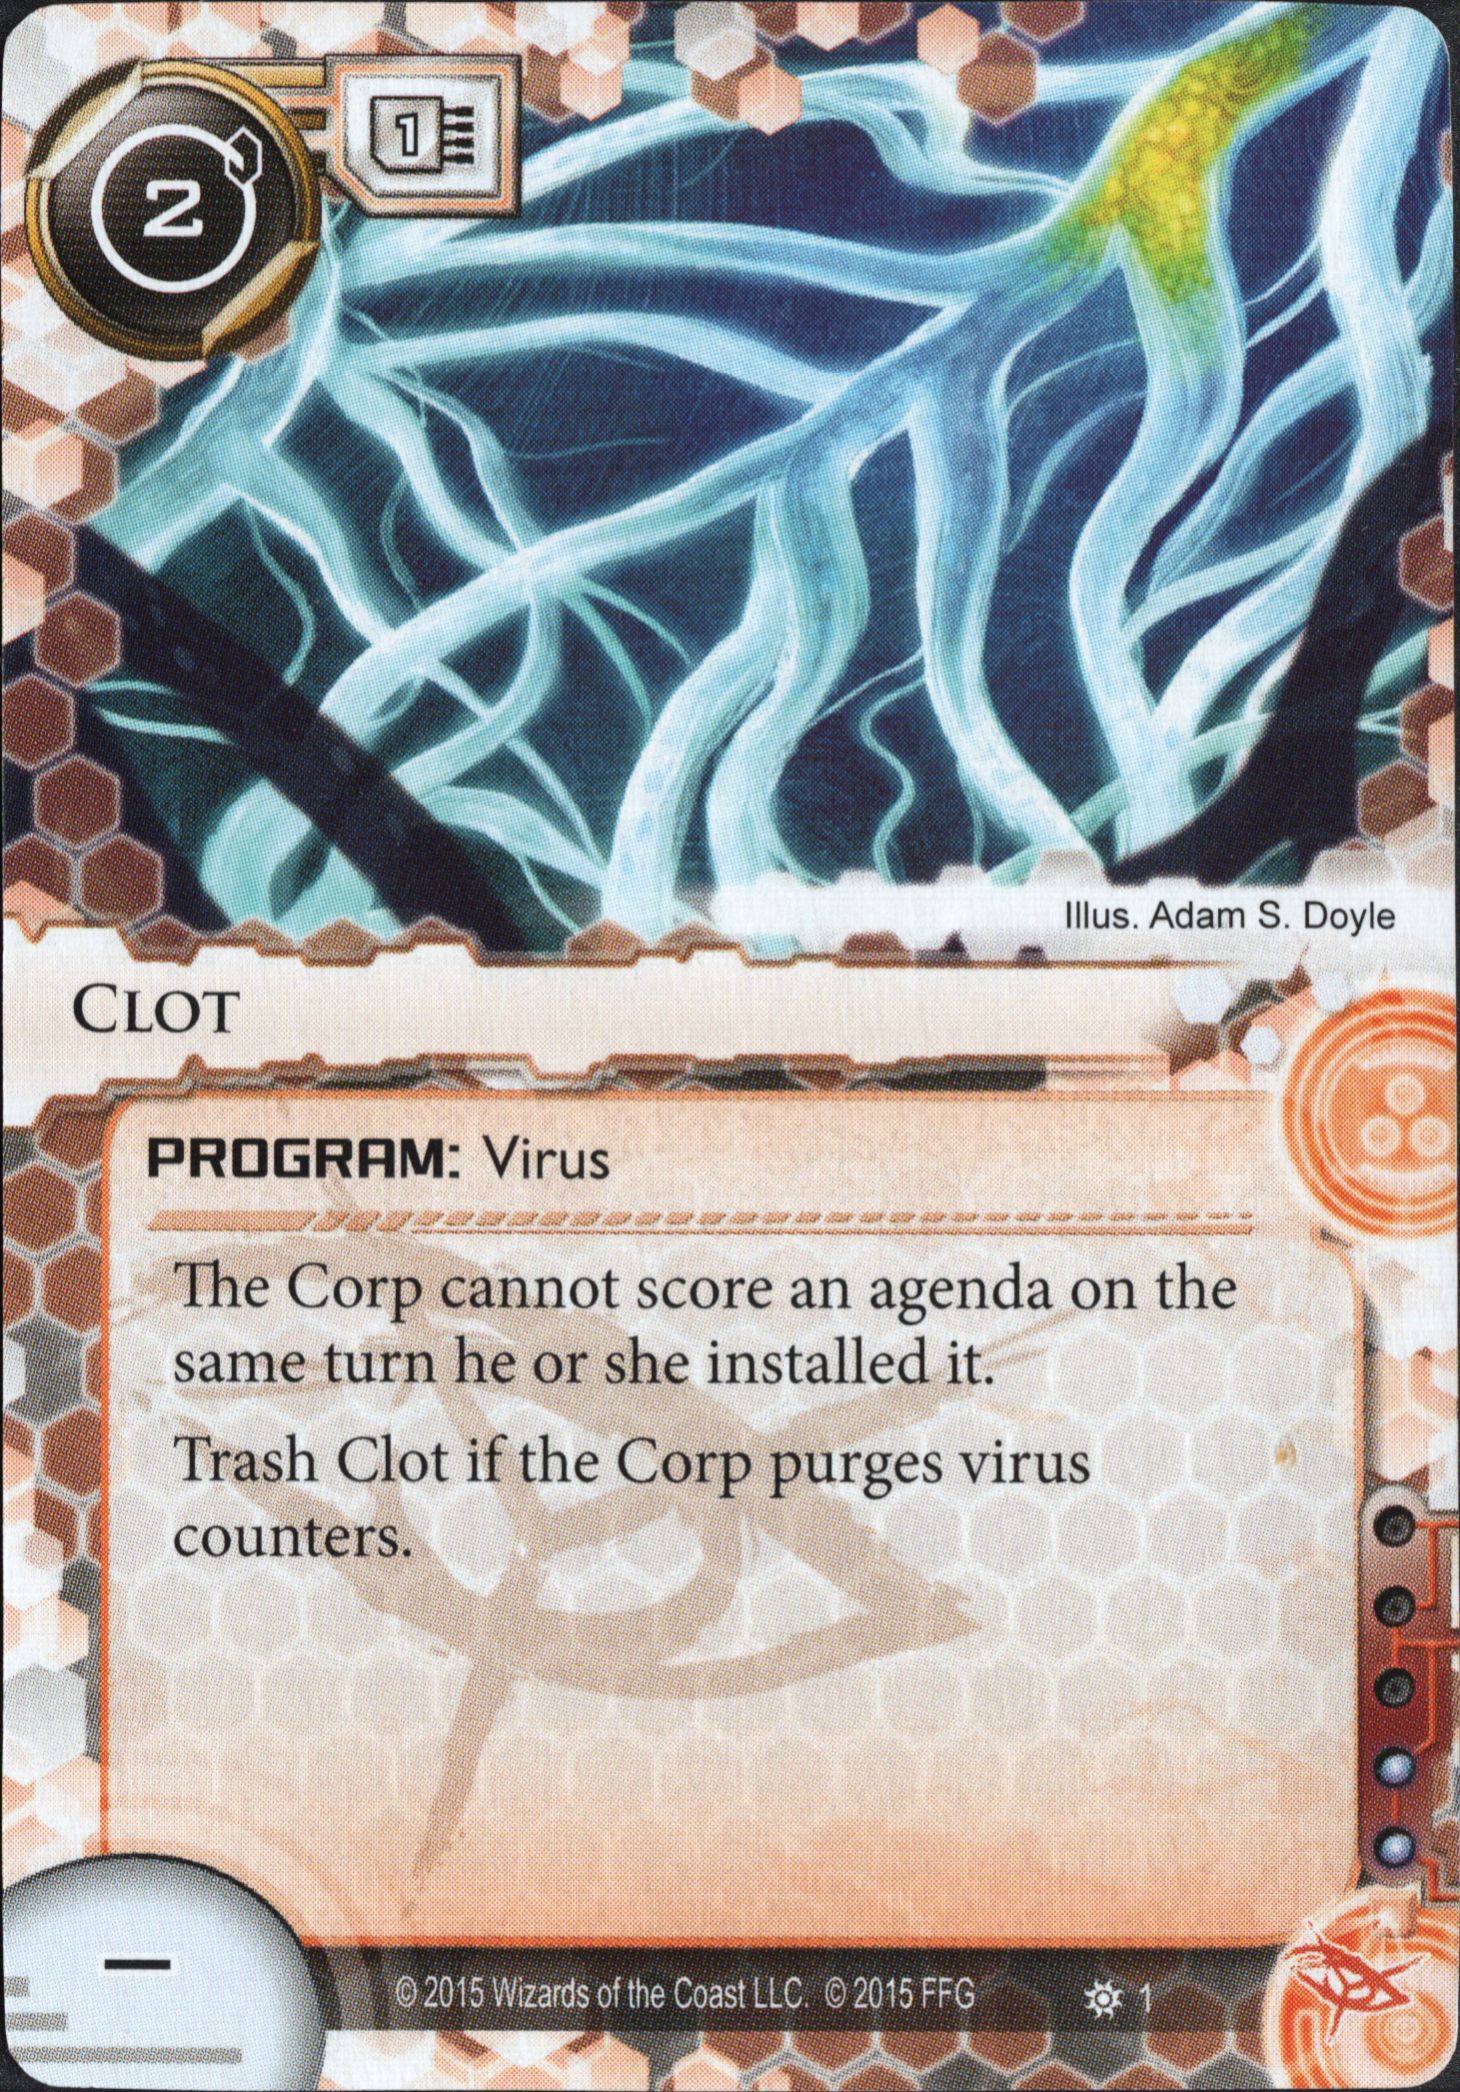 2
1
Illus. Adam S. Doyle
CLOT
PROGRAM: Virus
The Corp cannot score an agenda on the
same turn he or she installed it.
Trash Clot if the Corp purges virus
counters.
–
© 2015 Wizards of the Coast LLC. © 2015 FFG
1